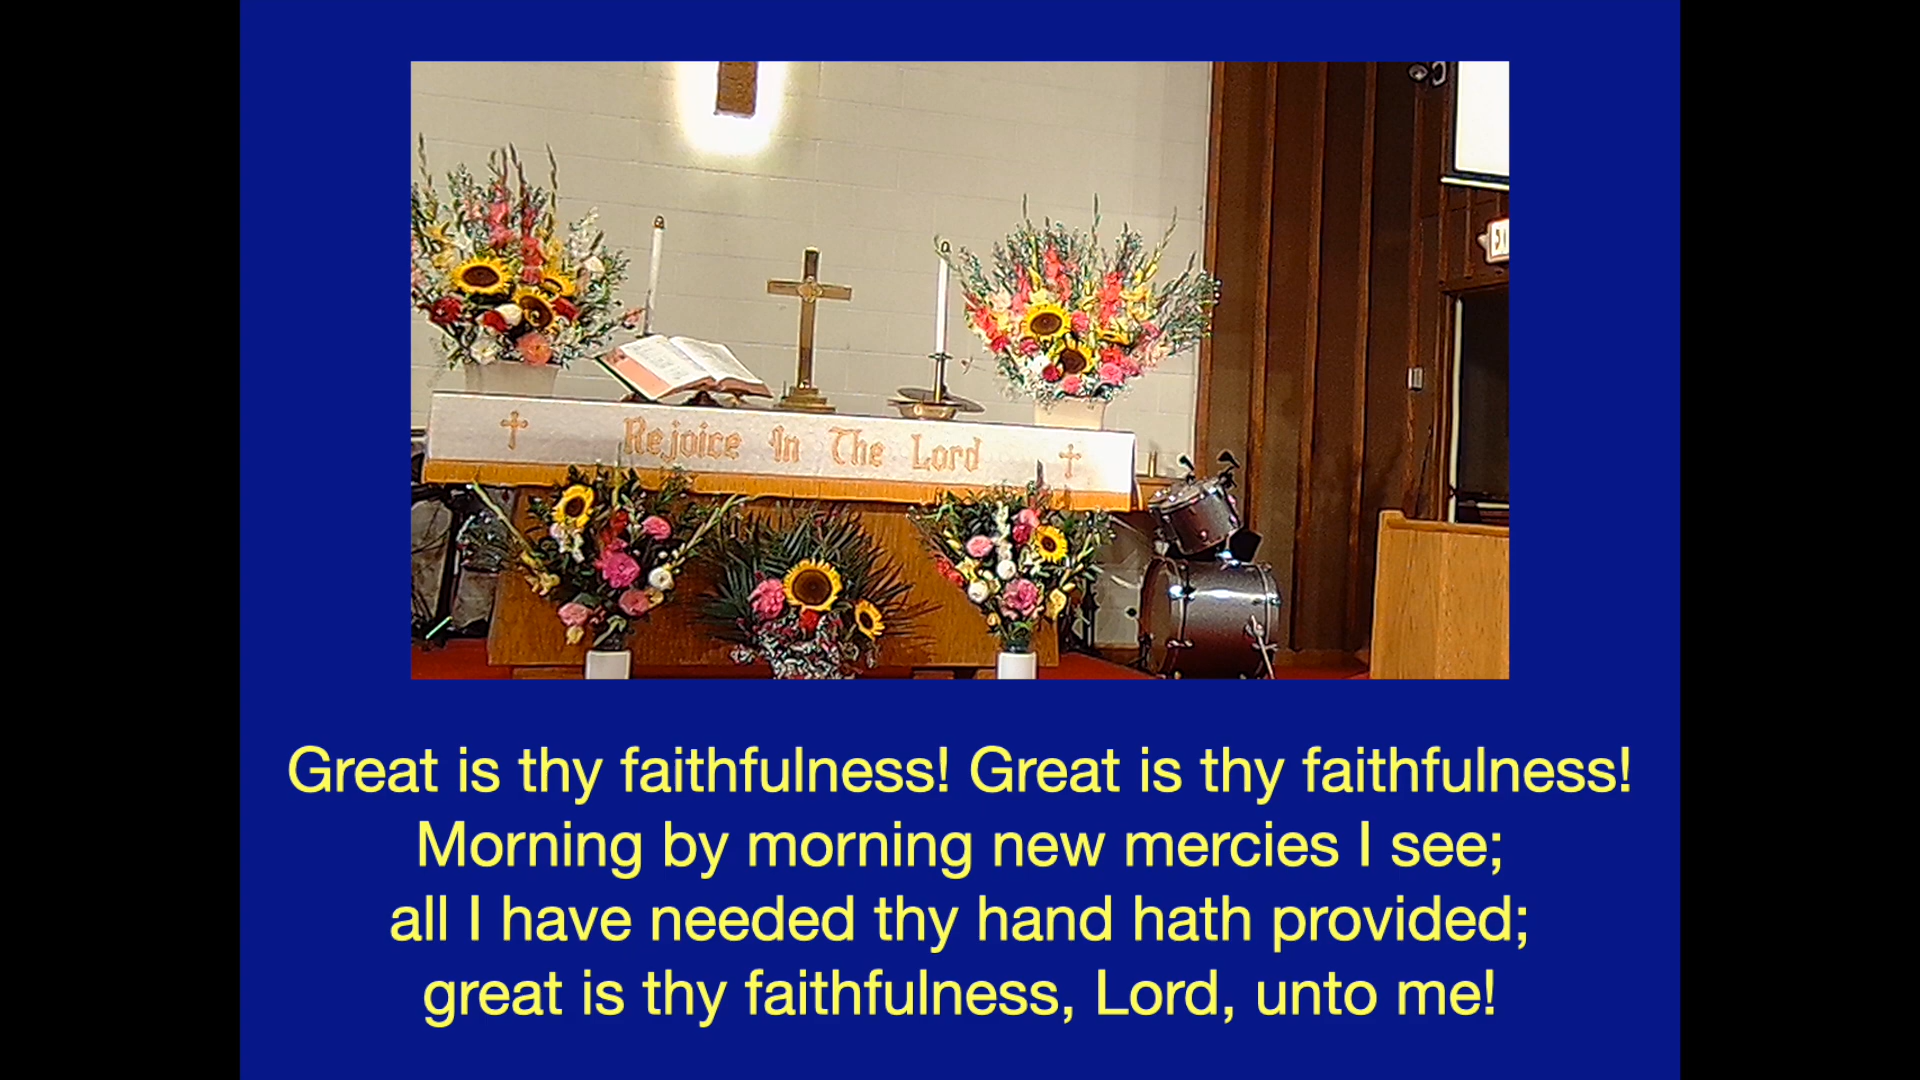 Rejoice In The Lord
Great is thy faithfulness! Great is thy faithfulness!
Morning by morning new mercies I see;
all I have needed thy hand hath provided;
great is thy faithfulness, Lord, unto me!